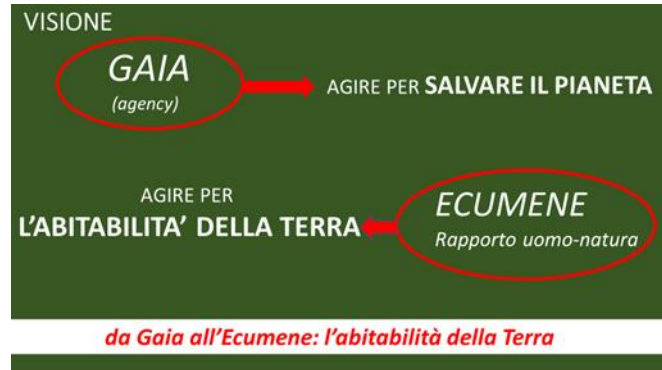 VISIONE
GAIA
(agency)
AGIRE PER SALVARE IL PIANETA
AGIRE PER
L'ABITABILITA' DELLA TERRA
ECUMENE
Rapporto uomo-natura
da Gaia all'Ecumene: l'abitabilità della Terra